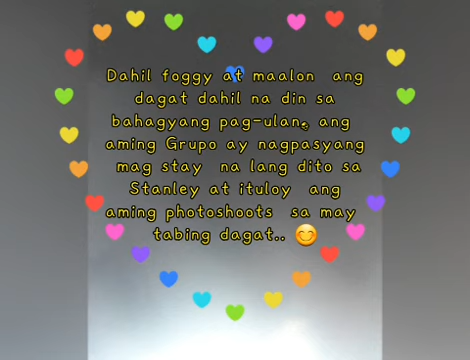 Dahil foggy at maalon ang
dagat dahil na din sa
bahagyang pag-ulan, ang
aming Grupo ay nagpasyang
mag stay na lang dito sa
Stanley at ituloy ang
aming photoshoots sa may
tabing dagat.. 😊